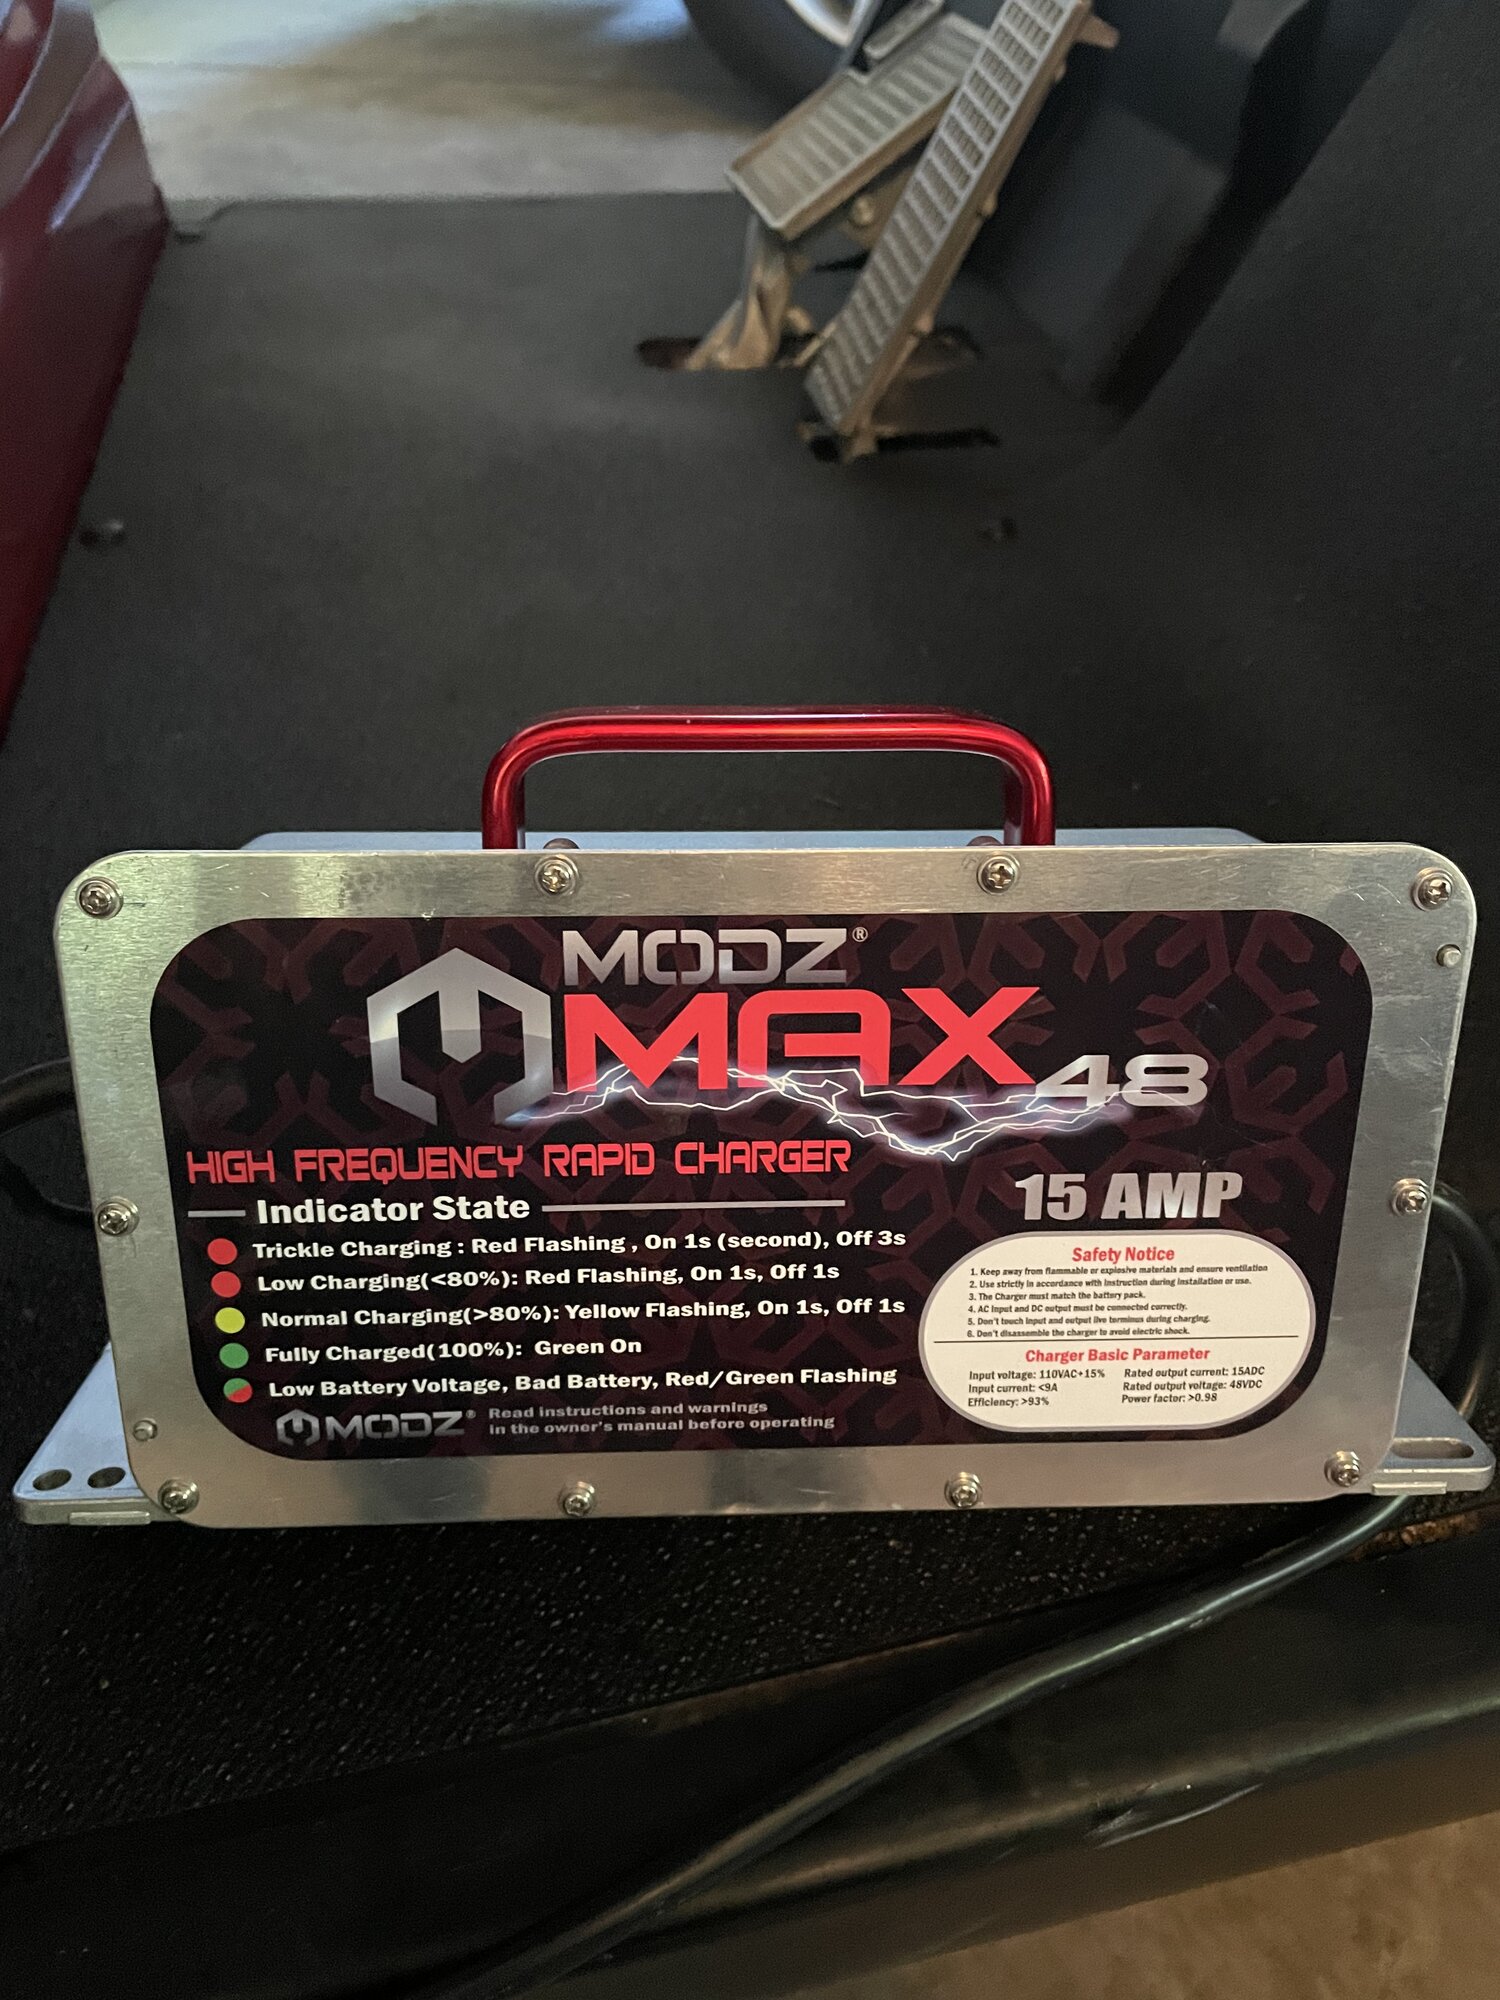 MODZ®
MAX 48
HIGH FREQUENCY RAPID CHARGER
Indicator State
Trickle Charging : Red Flashing , On 1s (second), Off 3s
Low Charging(<80%): Red Flashing, On 1s, Off 1s
Normal Charging(>80%): Yellow Flashing, On 1s, Off 1s
Fully Charged(100%): Green On
Low Battery Voltage, Bad Battery, Red/Green Flashing
MODZ® Read instructions and warnings
in the owner's manual before operating
15 AMP
Safety Notice
1. Keep away from flammable or explosive materials and ensure ventilation
2. Use strictly in accordance with instruction during installation or use.
3. The Charger must match the battery pack.
4. AC input and DC output must be connected correctly.
5. Don't touch input and output live terminus during charging.
6. Don't disassemble the charger to avoid electric shock.
Charger Basic Parameter
Input voltage: 110VAC+15% Rated output current: 15ADC
Input current: <9A Rated output voltage: 48VDC
Efficiency: >93% Power factor: >0.98